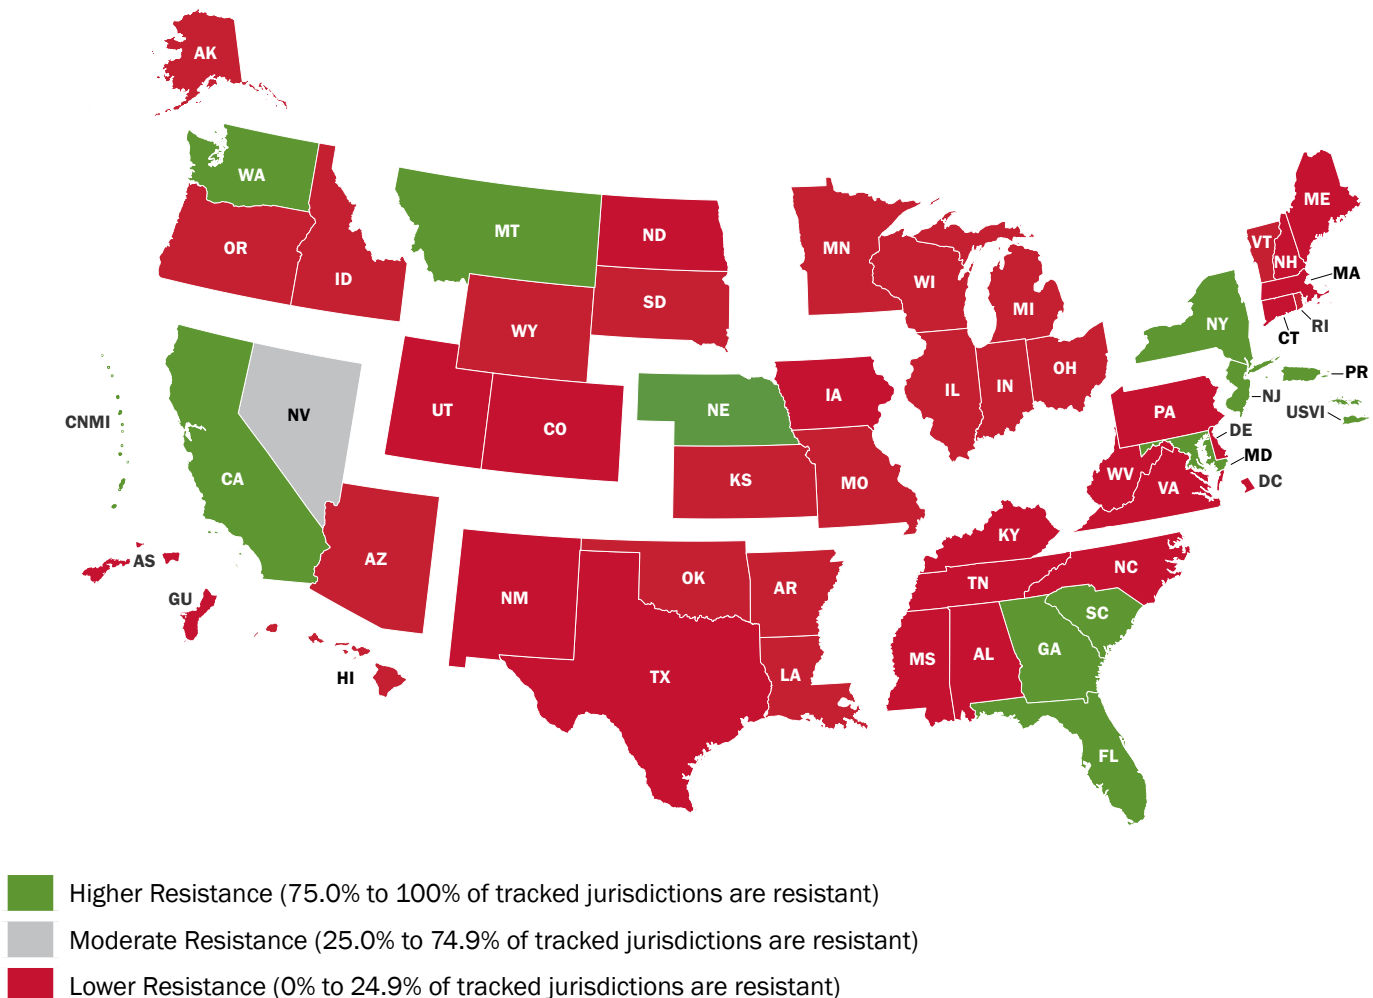 AK
WA
MT
ND
MN
ME
OR
ID
SD
WI
MI
VT
NH
MA
WY
NY
RI
CT
UT
CO
NE
IA
IL
IN
OH
PR
NJ
USVI
CNMI
NV
PA
DE
MD
CA
KS
MO
WV
VA
DC
AS
AZ
OK
AR
KY
TN
NC
GU
NM
SC
HI
TX
LA
MS
AL
GA
FL
Higher Resistance (75.0% to 100% of tracked jurisdictions are resistant)
Moderate Resistance (25.0% to 74.9% of tracked jurisdictions are resistant)
Lower Resistance (0% to 24.9% of tracked jurisdictions are resistant)